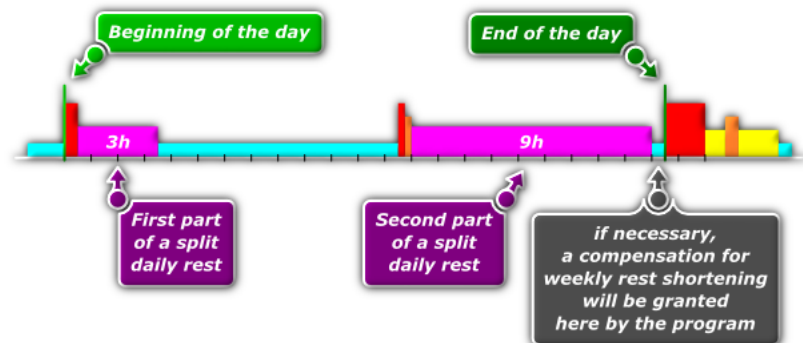 Beginning of the day
End of the day
3h
9h
First part
of a split
daily rest
Second part
of a split
daily rest
if necessary,
a compensation for
weekly rest shortening
will be granted
here by the program